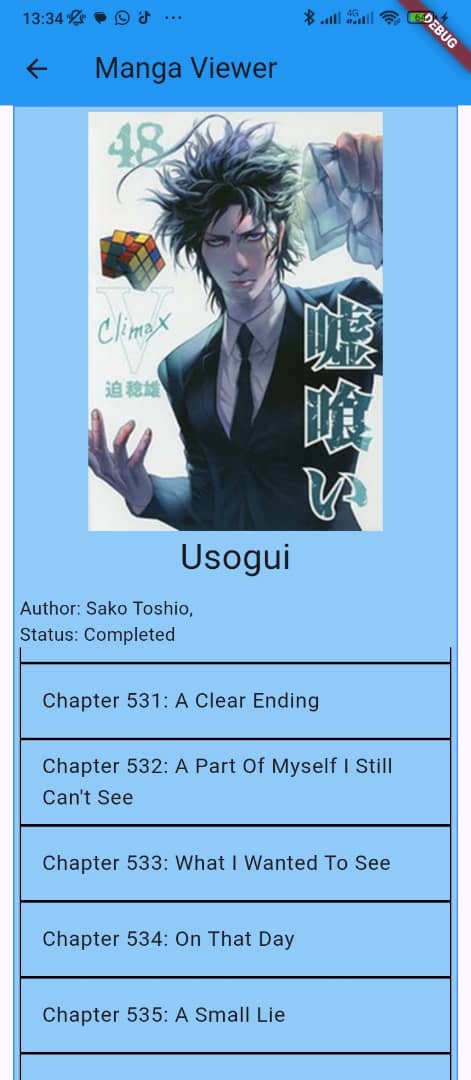 13:34
4G
DEBUG
Manga Viewer
48
V
Climax
迫稔雄
嘘喰い
Usogui
Author: Sako Toshio,
Status: Completed
Chapter 531: A Clear Ending
Chapter 532: A Part Of Myself I Still
Can't See
Chapter 533: What I Wanted To See
Chapter 534: On That Day
Chapter 535: A Small Lie